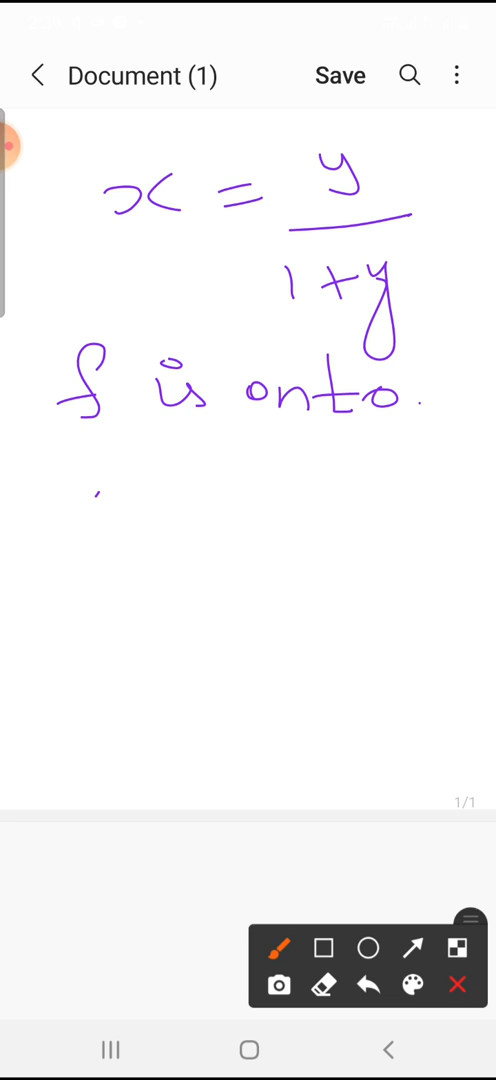 Document (1) Save
x = y / 1 + y
f is onto.
1/1